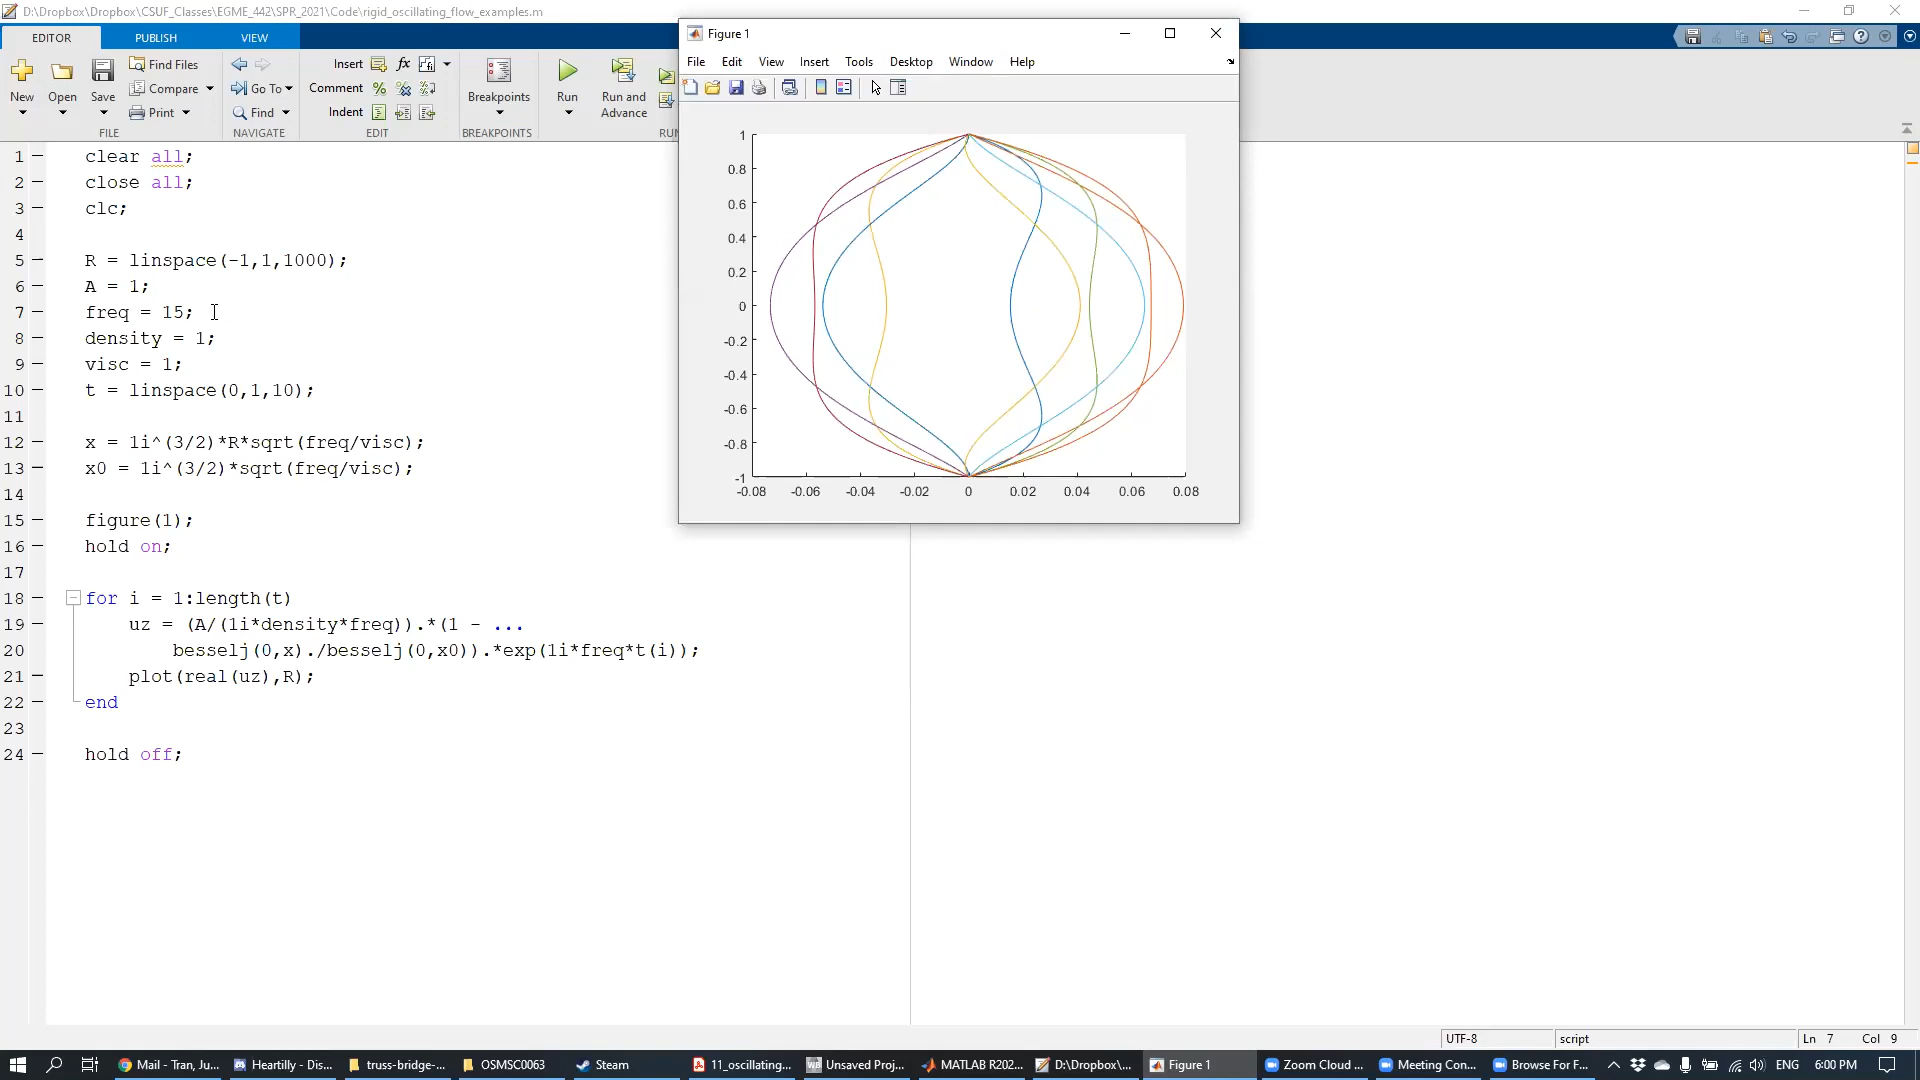 D:\Dropbox\Dropbox\CSUF_Classes\EGME_442\SPR_2021\Code\rigid_oscillating_flow_examples.m
EDITOR PUBLISH VIEW
New Open Save
Find Files
Compare
Print
FILE
Go To
Find
NAVIGATE
Insert fx
Comment
Indent
EDIT
Breakpoints
BREAKPOINTS
Run
Run and
Advance
RUN
1 clear all;
2 close all;
3 clc;
4
5 R = linspace(-1,1,1000);
6 A = 1;
7 freq = 15;
8 density = 1;
9 visc = 1;
10 t = linspace(0,1,10);
11
12 x = 1i^(3/2)*R*sqrt(freq/visc);
13 x0 = 1i^(3/2)*sqrt(freq/visc);
14
15 figure(1);
16 hold on;
17
18 for i = 1:length(t)
19 uz = (A/(1i*density*freq)).*(1 - ...
20 besselj(0,x)./besselj(0,x0)).*exp(1i*freq*t(i));
21 plot(real(uz),R);
22 end
23
24 hold off;
Figure 1
File Edit View Insert Tools Desktop Window Help
1
0.8
0.6
0.4
0.2
0
-0.2
-0.4
-0.6
-0.8
-1
-0.08 -0.06 -0.04 -0.02 0 0.02 0.04 0.06 0.08
UTF-8 script Ln 7 Col 9
Mail - Tran, Ju... Heartilly - Dis... truss-bridge-... OSMSC0063 Steam 11_oscillating... Unsaved Proj... MATLAB R202... D:\Dropbox\... Figure 1 Zoom Cloud ... Meeting Con... Browse For F... ENG 6:00 PM